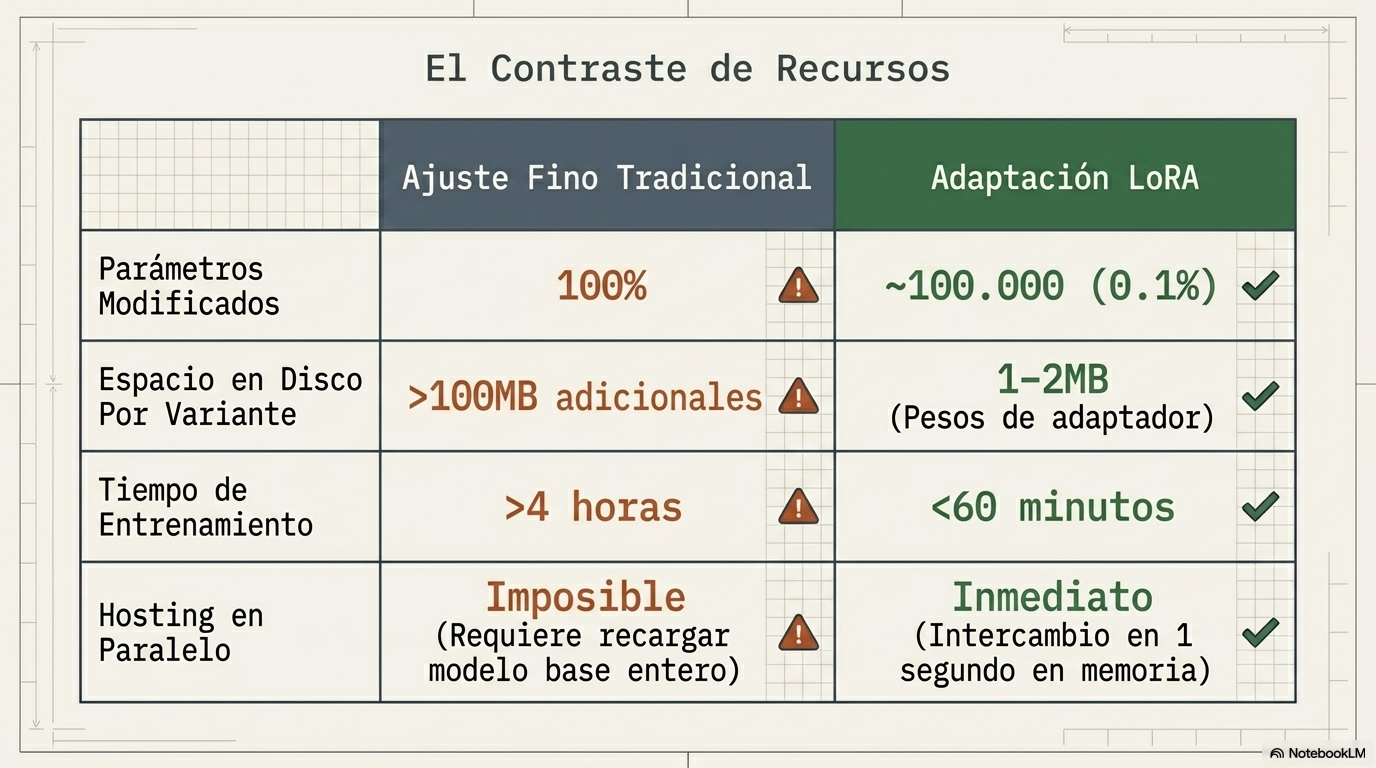 El Contraste de Recursos
Ajuste Fino Tradicional
Adaptación LoRA
Parámetros
Modificados
100%
~100.000 (0.1%)
Espacio en Disco
Por Variante
>100MB adicionales
1-2MB
(Pesos de adaptador)
Tiempo de
Entrenamiento
>4 horas
<60 minutos
Hosting en
Paralelo
Imposible
(Requiere recargar
modelo base entero)
Inmediato
(Intercambio en 1
segundo en memoria)
NotebookLM